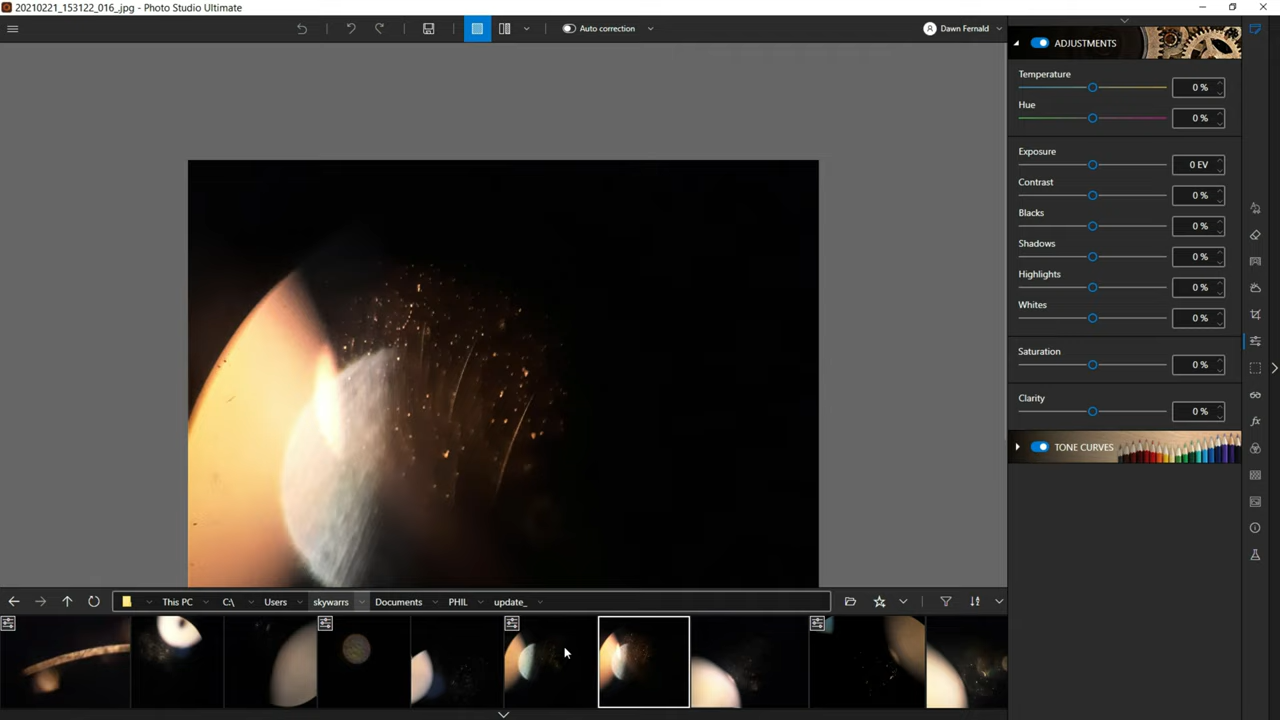 20210221_153122_016_.jpg - Photo Studio Ultimate
Auto correction
Dawn Fernald
ADJUSTMENTS
Temperature
0 %
Hue
0 %
Exposure
0 EV
Contrast
0 %
Blacks
0 %
Shadows
0 %
Highlights
0 %
Whites
0 %
Saturation
0 %
Clarity
0 %
TONE CURVES
This PC C:\ Users skywarrs Documents PHIL update_